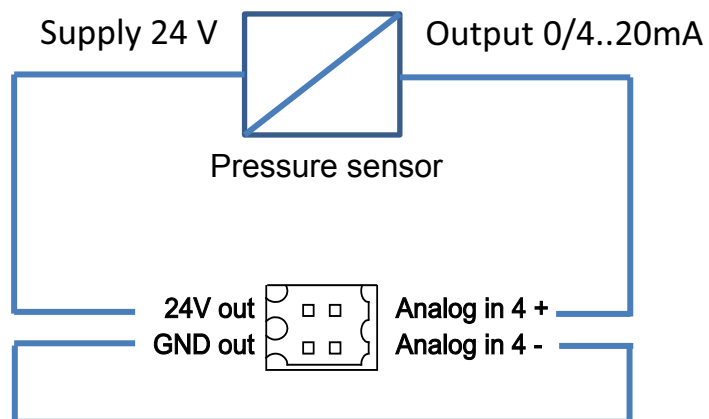 Supply 24 V
Output 0/4..20mA
Pressure sensor
24V out
Analog in 4 +
GND out
Analog in 4 -